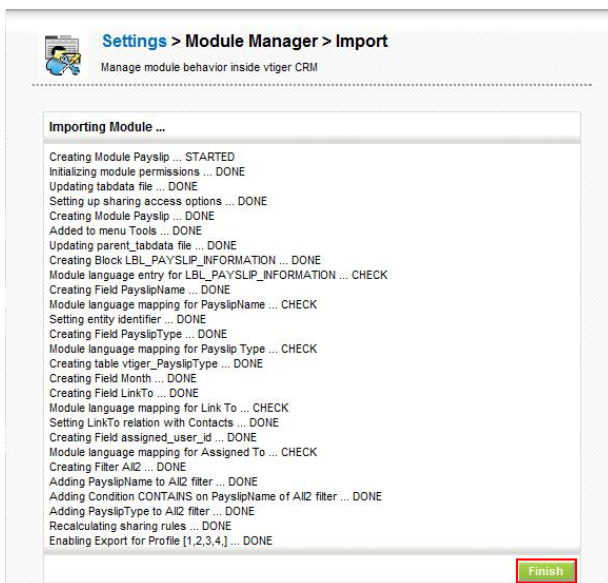 Settings > Module Manager > Import
Manage module behavior inside vtiger CRM
Importing Module ...
Creating Module Payslip ... STARTED
Initializing module permissions ... DONE
Updating tabdata file ... DONE
Setting up sharing access options ... DONE
Creating Module Payslip ... DONE
Added to menu Tools ... DONE
Updating parent_tabdata file ... DONE
Creating Block LBL_PAYSLIP_INFORMATION ... DONE
Module language entry for LBL_PAYSLIP_INFORMATION ... CHECK
Creating Field PayslipName ... DONE
Module language mapping for PayslipName ... CHECK
Setting entity identifier ... DONE
Creating Field PayslipType ... DONE
Module language mapping for Payslip Type ... CHECK
Creating table vtiger_PayslipType ... DONE
Creating Field Month ... DONE
Creating Field LinkTo ... DONE
Module language mapping for Link To ... CHECK
Setting LinkTo relation with Contacts ... DONE
Creating Field assigned_user_id ... DONE
Module language mapping for Assigned To ... CHECK
Creating Filter All2 ... DONE
Adding PayslipName to All2 filter ... DONE
Adding Condition CONTAINS on PayslipName of All2 filter ... DONE
Adding PayslipType to All2 filter ... DONE
Recalculating sharing rules ... DONE
Enabling Export for Profile [1,2,3,4,] ... DONE
Finish